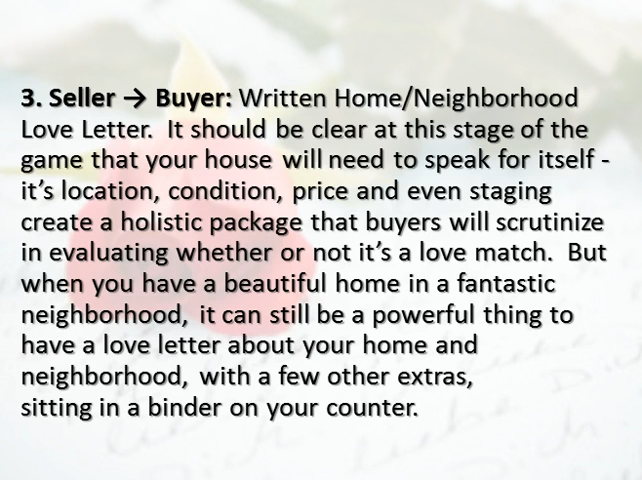 3. Seller → Buyer: Written Home/Neighborhood
Love Letter.  It should be clear at this stage of the
game that your house will need to speak for itself -
it’s location, condition, price and even staging
create a holistic package that buyers will scrutinize
in evaluating whether or not it’s a love match.  But
when you have a beautiful home in a fantastic
neighborhood, it can still be a powerful thing to
have a love letter about your home and
neighborhood, with a few other extras,
sitting in a binder on your counter.